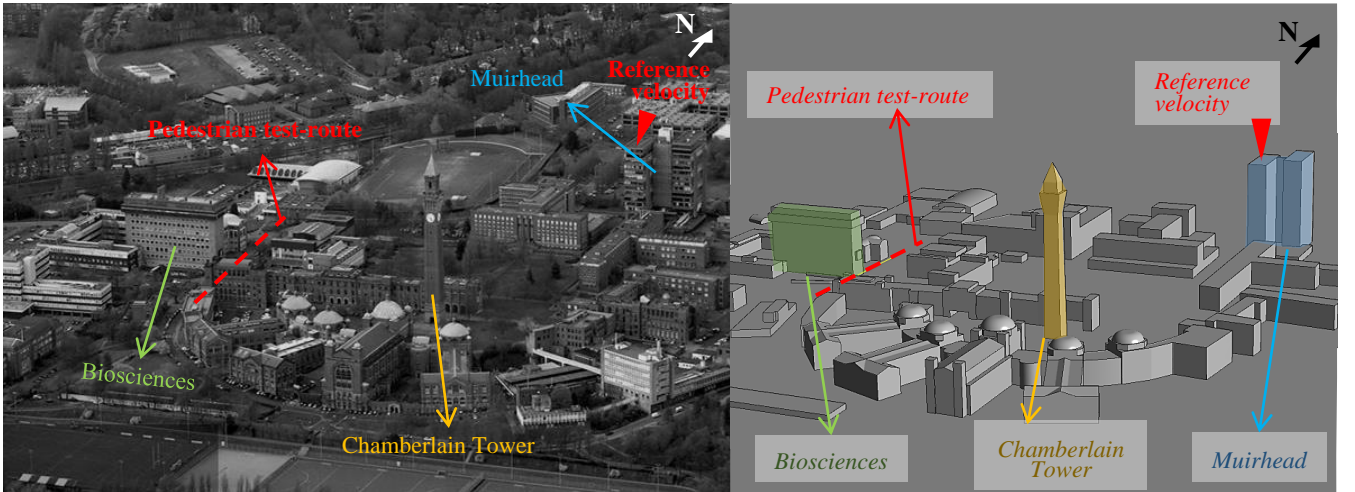 N
Muirhead
Reference
velocity
Pedestrian test-route
Biosciences
Chamberlain Tower
N
Pedestrian test-route
Reference
velocity
Biosciences
Chamberlain
Tower
Muirhead